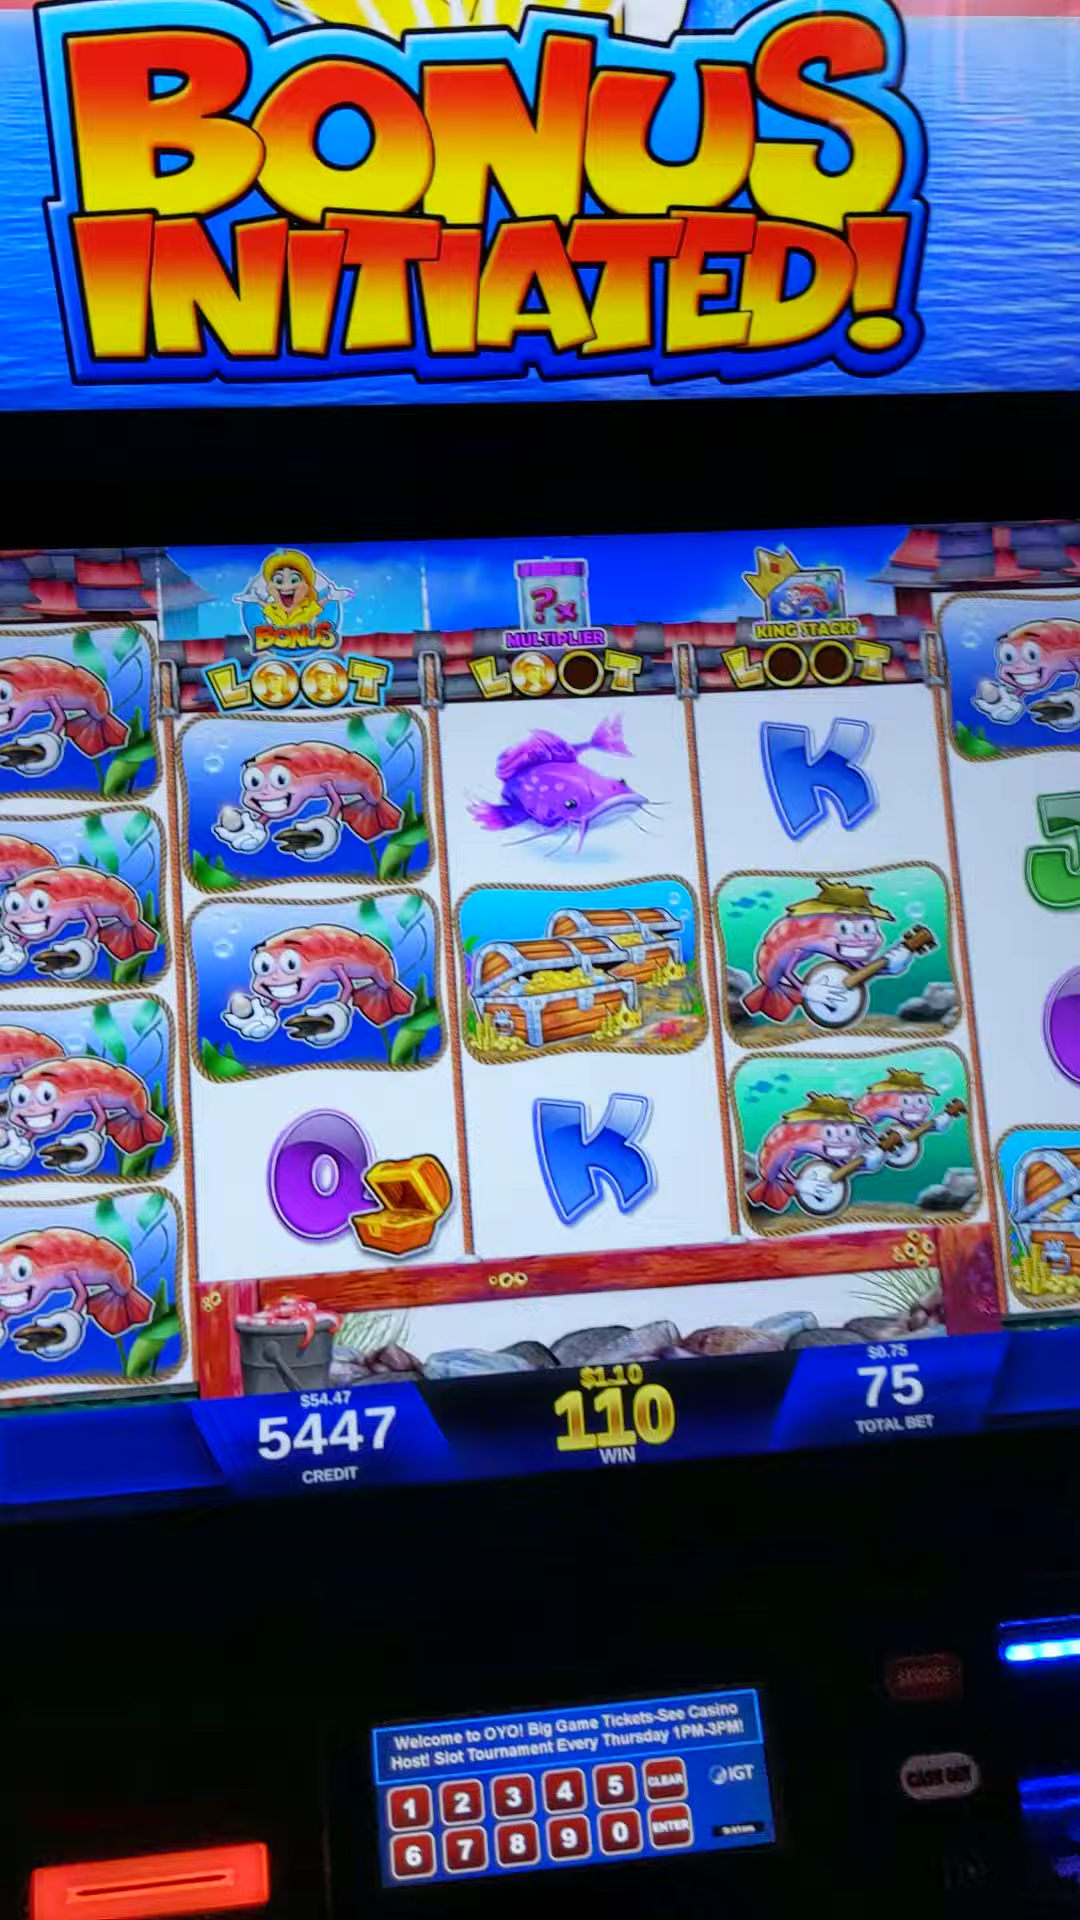 BONUS
INITIATED!
BONUS
LOOT
?x
MULTIPLIER
LOOT
KING STACKS
LOOT
K
J
Q
K
$54.47
5447
CREDIT
$1.10
110
WIN
$0.75
75
TOTAL BET
Welcome to OYO! Big Game Tickets-See Casino
Host! Slot Tournament Every Thursday 1PM-3PM!
1 2 3 4 5 CLEAR
IGT
6 7 8 9 0 ENTER
SERVICE
CASH OUT